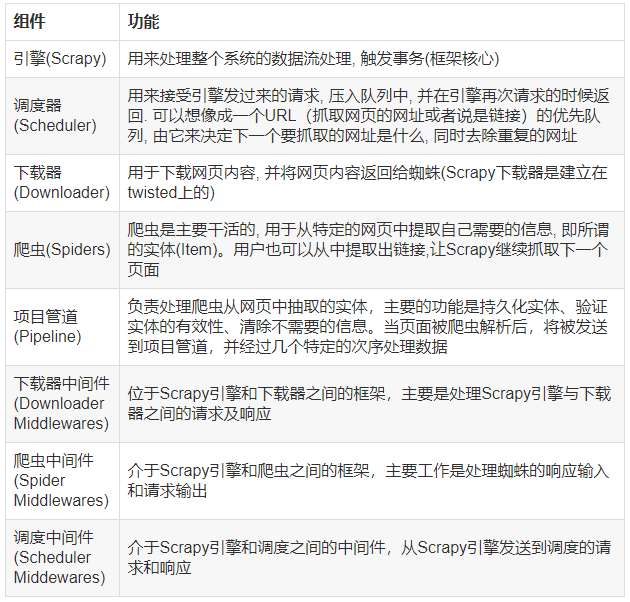 组件 功能
引擎(Scrapy) 用来处理整个系统的数据流处理, 触发事务(框架核心)
调度器
(Scheduler)
用来接受引擎发过来的请求, 压入队列中, 并在引擎再次请求的时候返
回. 可以想像成一个URL（抓取网页的网址或者说是链接）的优先队
列, 由它来决定下一个要抓取的网址是什么, 同时去除重复的网址
下载器
(Downloader)
用于下载网页内容, 并将网页内容返回给蜘蛛(Scrapy下载器是建立在
twisted上的)
爬虫(Spiders)
爬虫是主要干活的, 用于从特定的网页中提取自己需要的信息, 即所谓
的实体(Item)。用户也可以从中提取出链接,让Scrapy继续抓取下一个
页面
项目管道
(Pipeline)
负责处理爬虫从网页中抽取的实体，主要的功能是持久化实体、验证
实体的有效性、清除不需要的信息。当页面被爬虫解析后，将被发送
到项目管道，并经过几个特定的次序处理数据
下载器中间件
(Downloader
Middlewares)
位于Scrapy引擎和下载器之间的框架，主要是处理Scrapy引擎与下载
器之间的请求及响应
爬虫中间件
(Spider
Middlewares)
介于Scrapy引擎和爬虫之间的框架，主要工作是处理蜘蛛的响应输入
和请求输出
调度中间件
(Scheduler
Middewares)
介于Scrapy引擎和调度之间的中间件，从Scrapy引擎发送到调度的请
求和响应